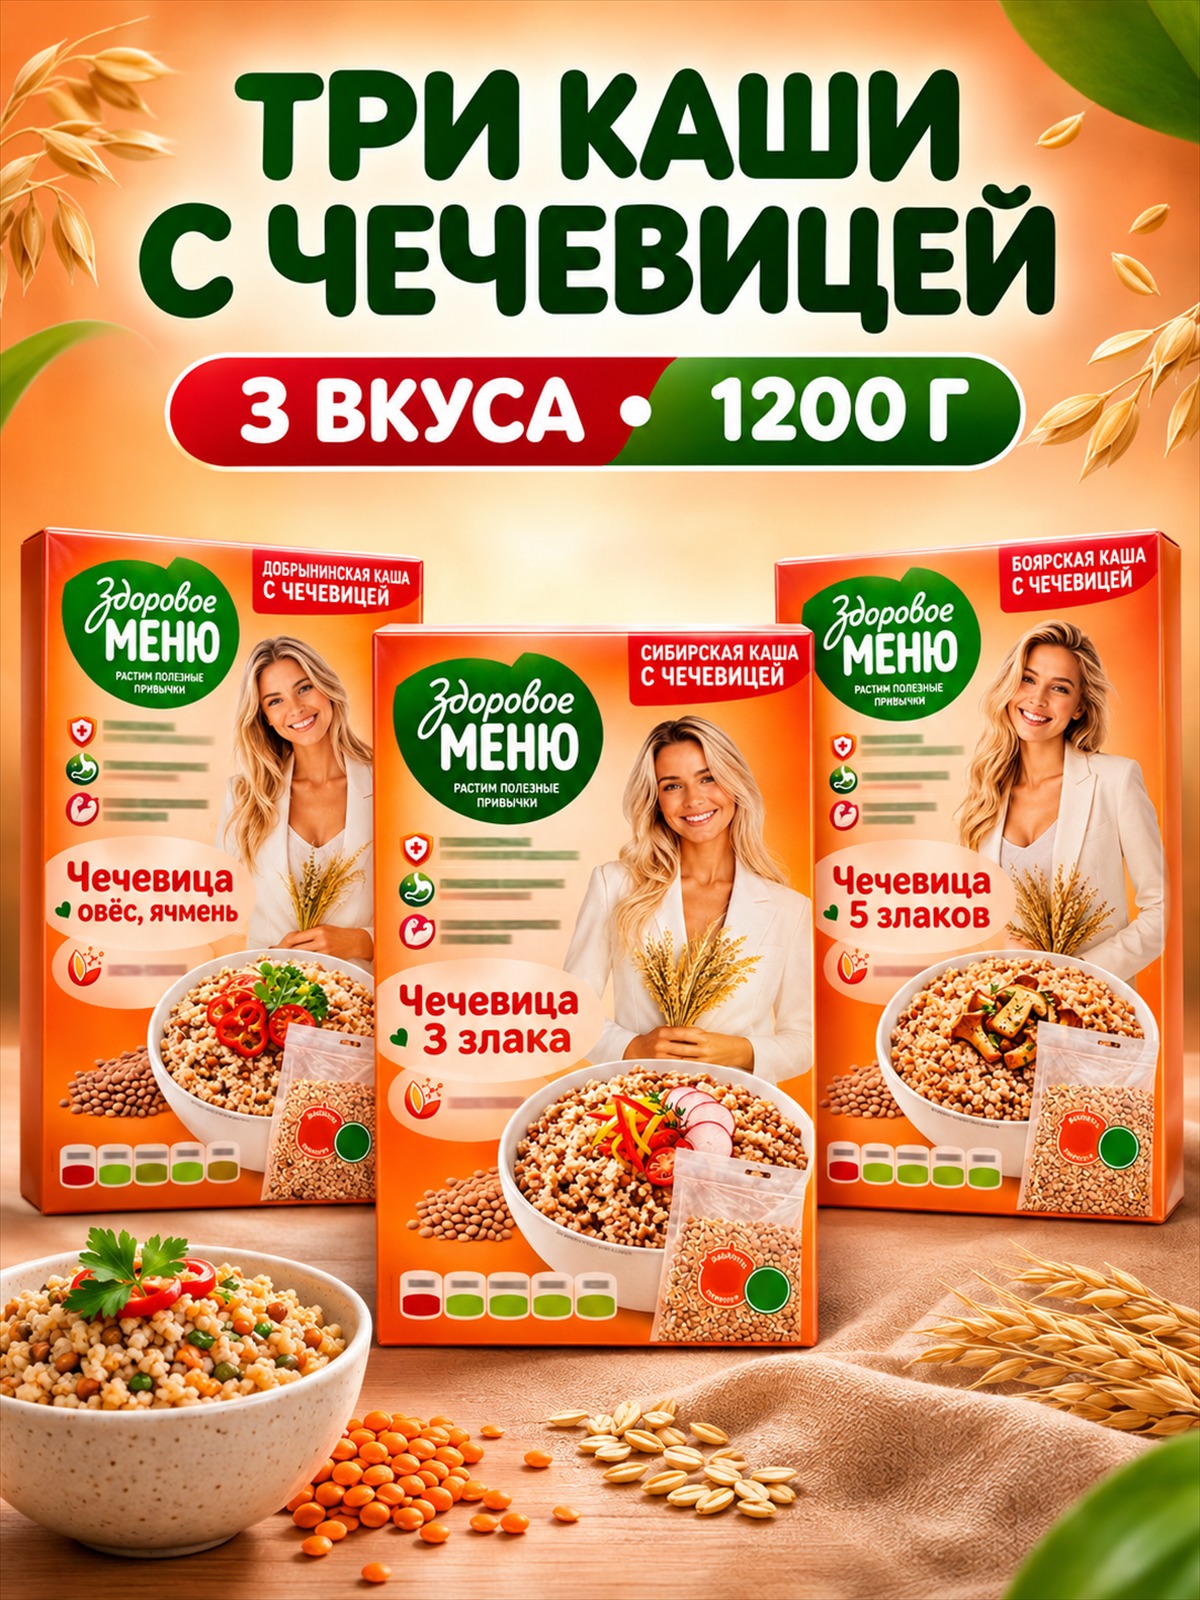 ТРИ КАШИ
С ЧЕЧЕВИЦЕЙ
3 ВКУСА • 1200 Г
Здоровое
МЕНЮ
РАСТИМ ПОЛЕЗНЫЕ
ПРИВЫЧКИ
ДОБРЫНИНСКАЯ КАША
С ЧЕЧЕВИЦЕЙ
Чечевица
овёс, ячмень
Здоровое
МЕНЮ
РАСТИМ ПОЛЕЗНЫЕ
ПРИВЫЧКИ
СИБИРСКАЯ КАША
С ЧЕЧЕВИЦЕЙ
Чечевица
3 злака
Здоровое
МЕНЮ
РАСТИМ ПОЛЕЗНЫЕ
ПРИВЫЧКИ
БОЯРСКАЯ КАША
С ЧЕЧЕВИЦЕЙ
Чечевица
5 злаков